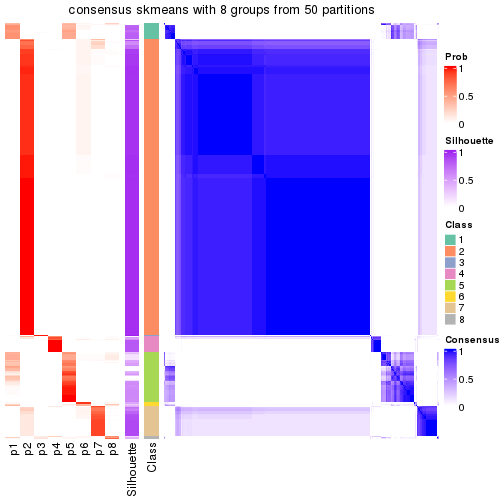 consensus skmeans with 8 groups from 50 partitions
Prob
1
0.5
0
Silhouette
1
0.5
0
Class
1
2
3
4
5
6
7
8
Consensus
1
0.5
0
p1
p2
p3
p4
p5
p6
p7
p8
Silhouette
Class